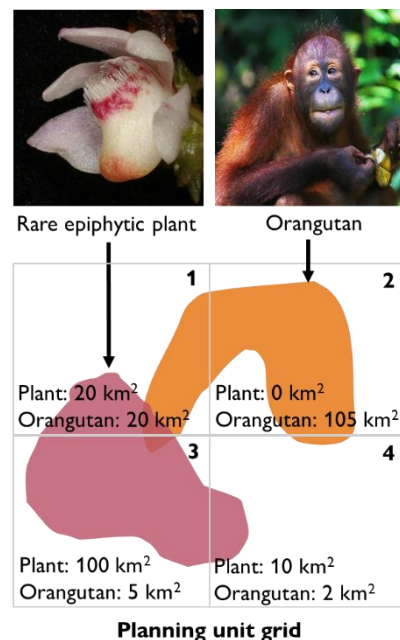 Rare epiphytic plant
Orangutan
1
2
Plant: 20 km²
Orangutan: 20 km²
Plant: 0 km²
Orangutan: 105 km²
3
4
Plant: 100 km²
Orangutan: 5 km²
Plant: 10 km²
Orangutan: 2 km²
Planning unit grid